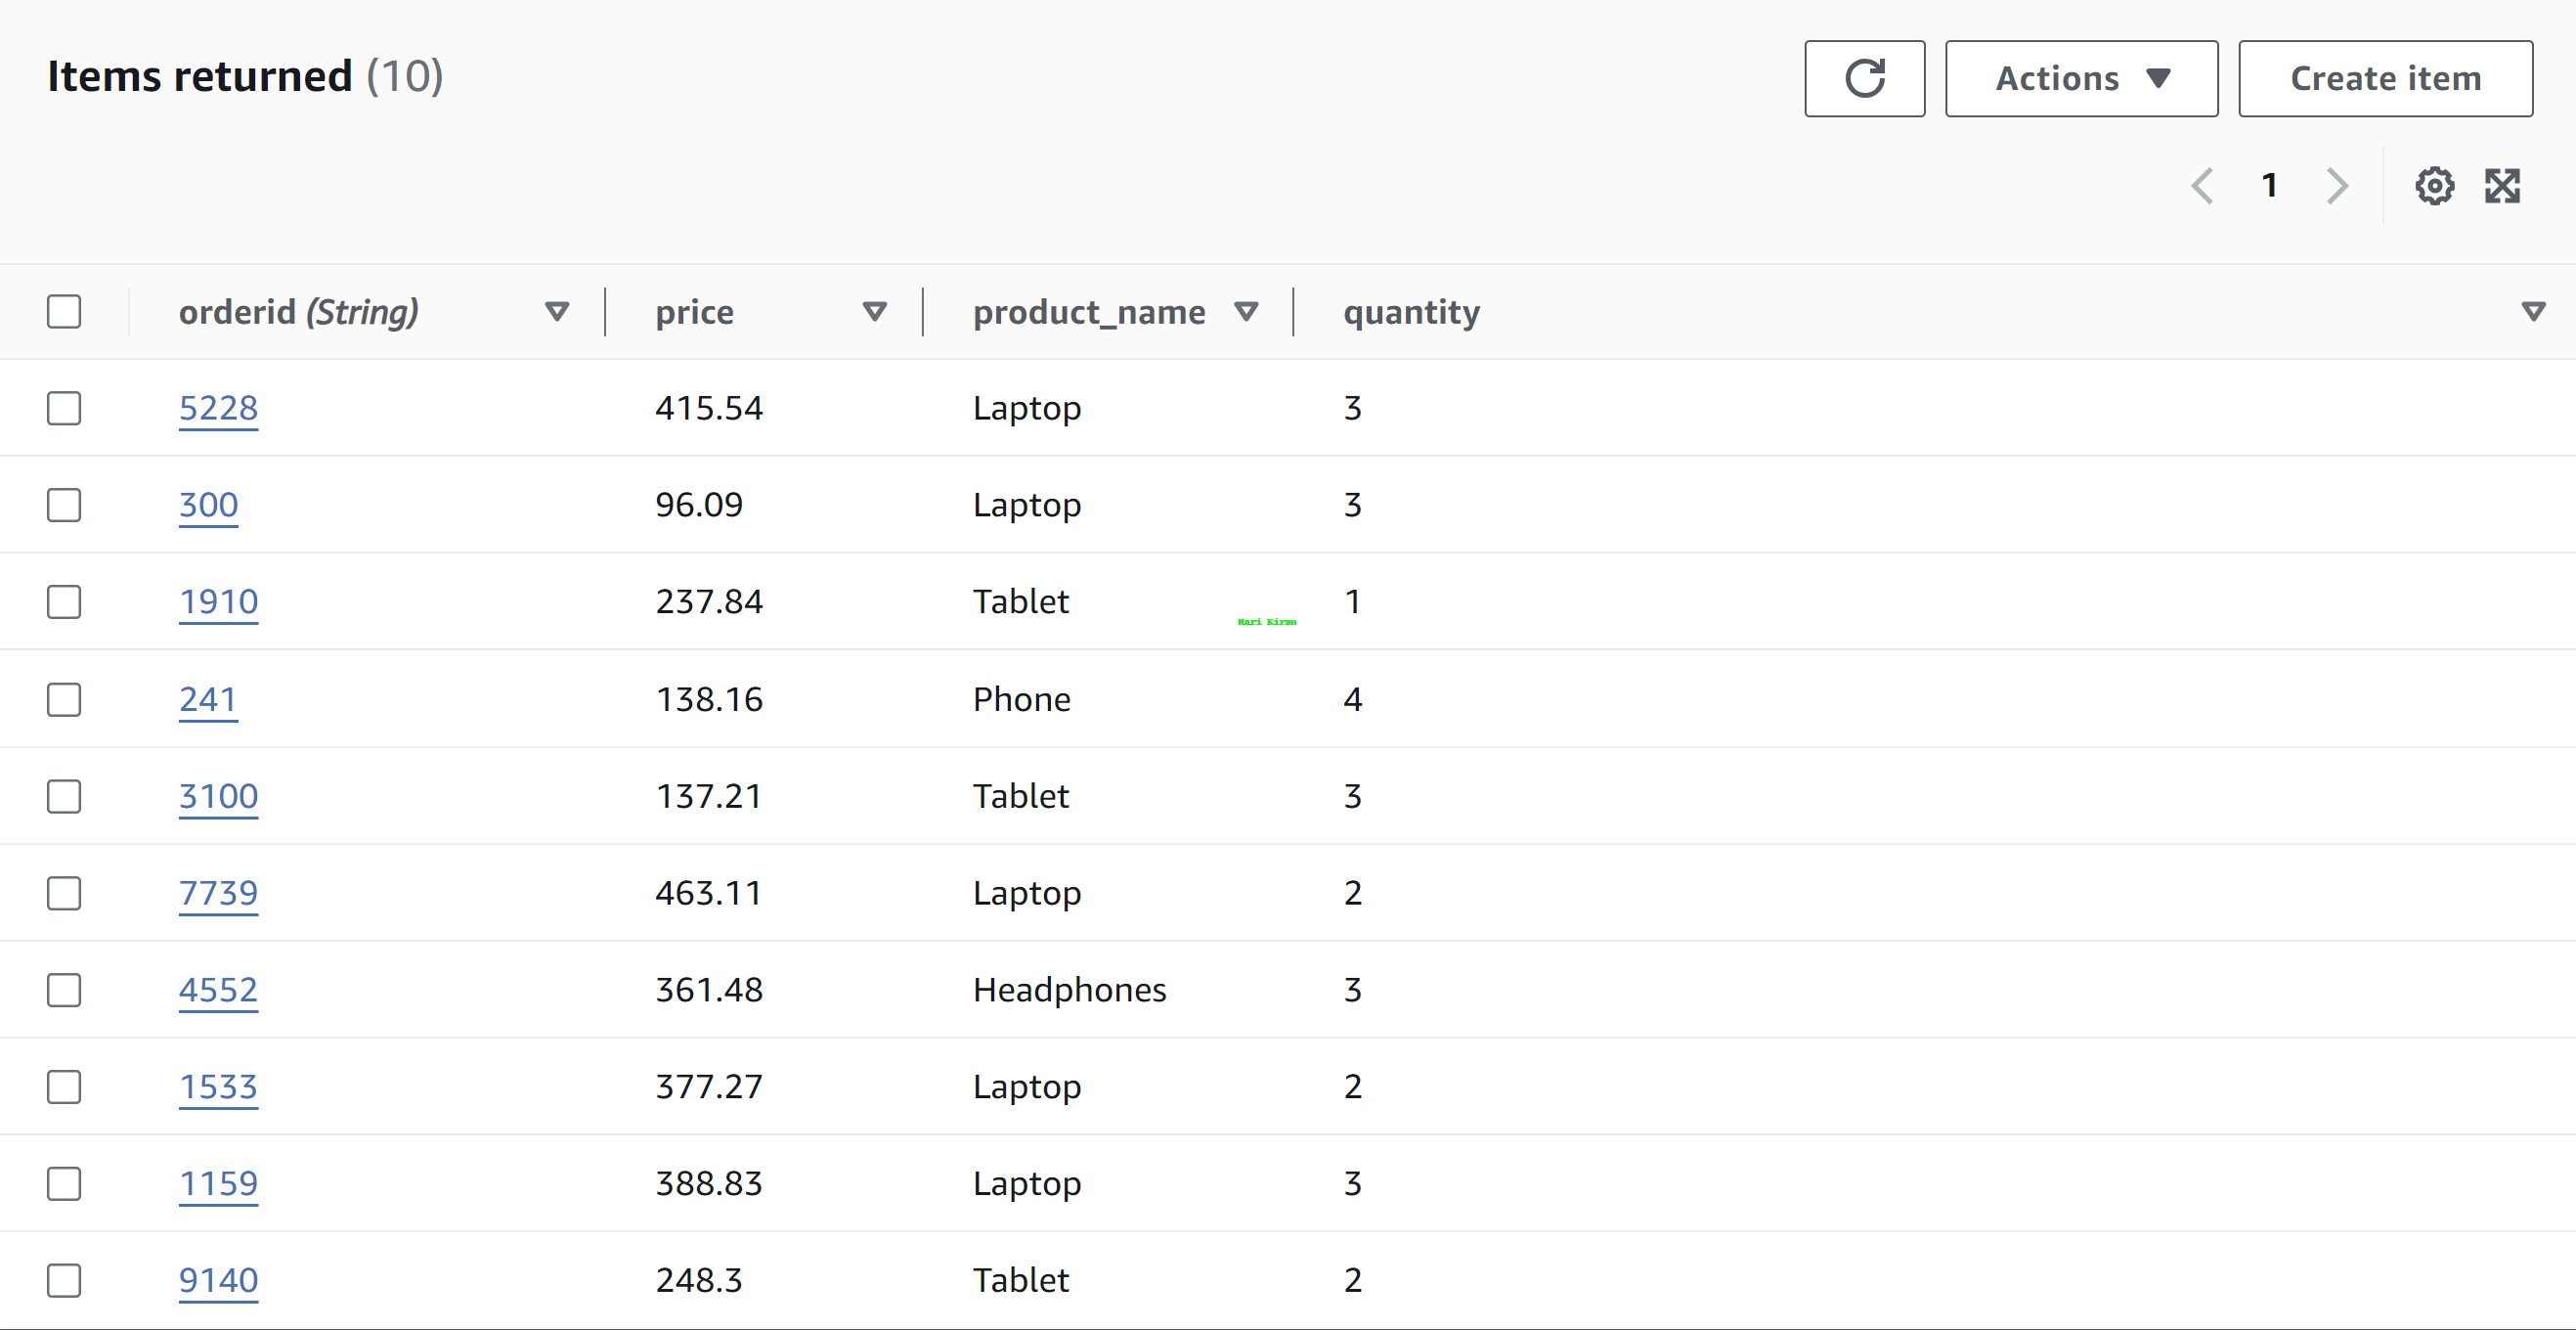 Items returned (10)
Actions
Create item
1
orderid (String) price product_name quantity
5228 415.54 Laptop 3
300 96.09 Laptop 3
1910 237.84 Tablet 1
Hari Kiran
241 138.16 Phone 4
3100 137.21 Tablet 3
7739 463.11 Laptop 2
4552 361.48 Headphones 3
1533 377.27 Laptop 2
1159 388.83 Laptop 3
9140 248.3 Tablet 2